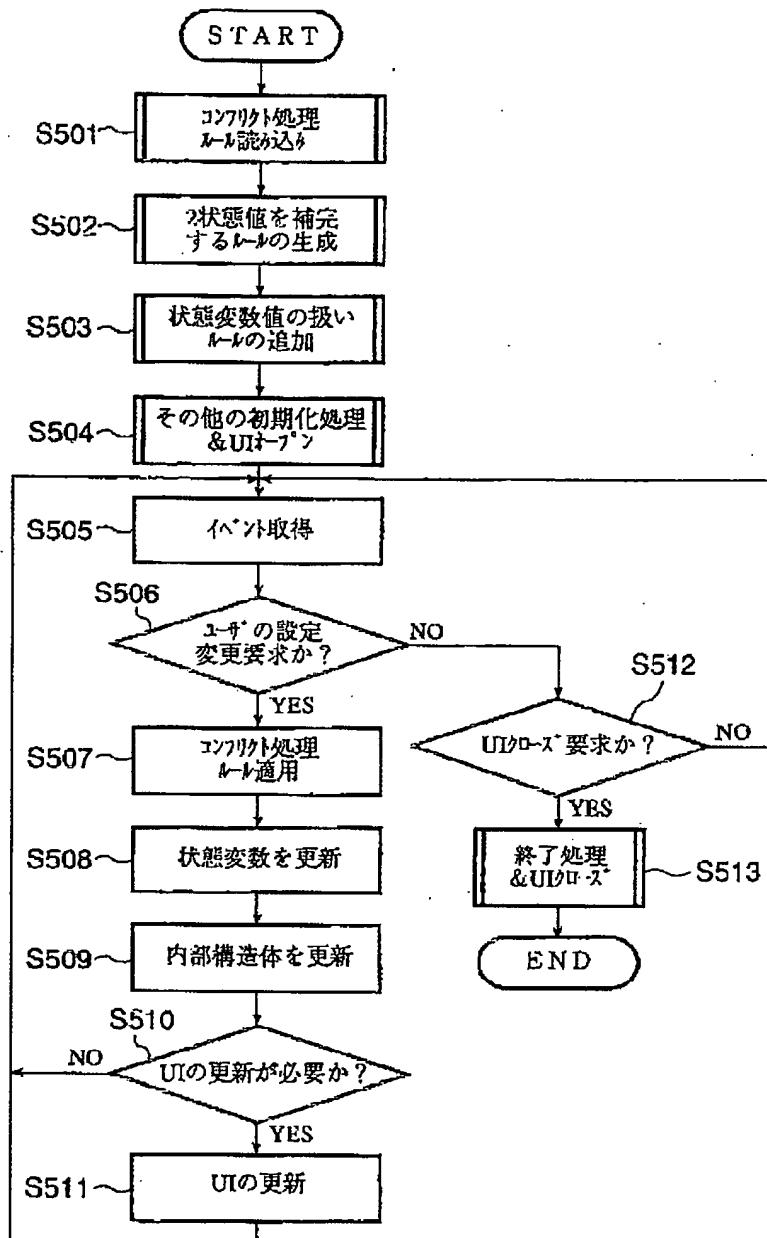 START
S501
コンフリクト処理
ルール読み込み
S502
2状態値を補完
するルールの生成
S503
状態変数値の扱い
ルールの追加
S504
その他の初期化処理
&UIオープン
S505
イベント取得
S506
ユーザの設定
変更要求か?
NO
YES
S512
UIクローズ要求か?
NO
YES
S507
コンフリクト処理
ルール適用
S508
状態変数を更新
S513
終了処理
&UIクローズ
S509
内部構造体を更新
END
S510
UIの更新が必要か?
NO
YES
S511
UIの更新